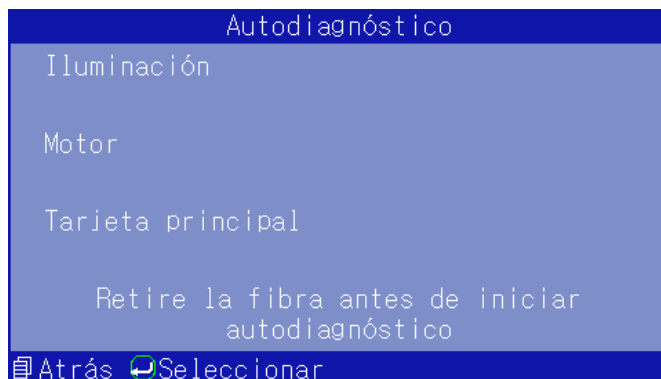 Autodiagnóstico
Iluminación
Motor
Tarjeta principal
Retire la fibra antes de iniciar
autodiagnóstico
Atrás Seleccionar